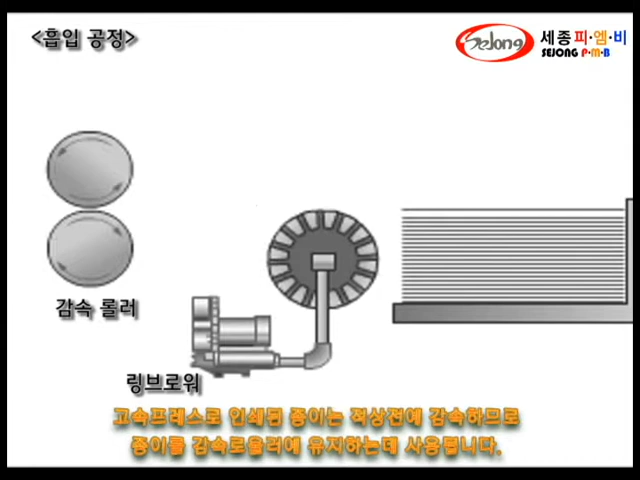 <흡입 공정>
Sejong
세종 피·엠·비
SEJONG P·M·B
감속 롤러
링브로워
고속프레스로 인쇄된 종이는 적상전에 감속하므로
종이를 감속로울러에 유지하는데 사용됩니다.